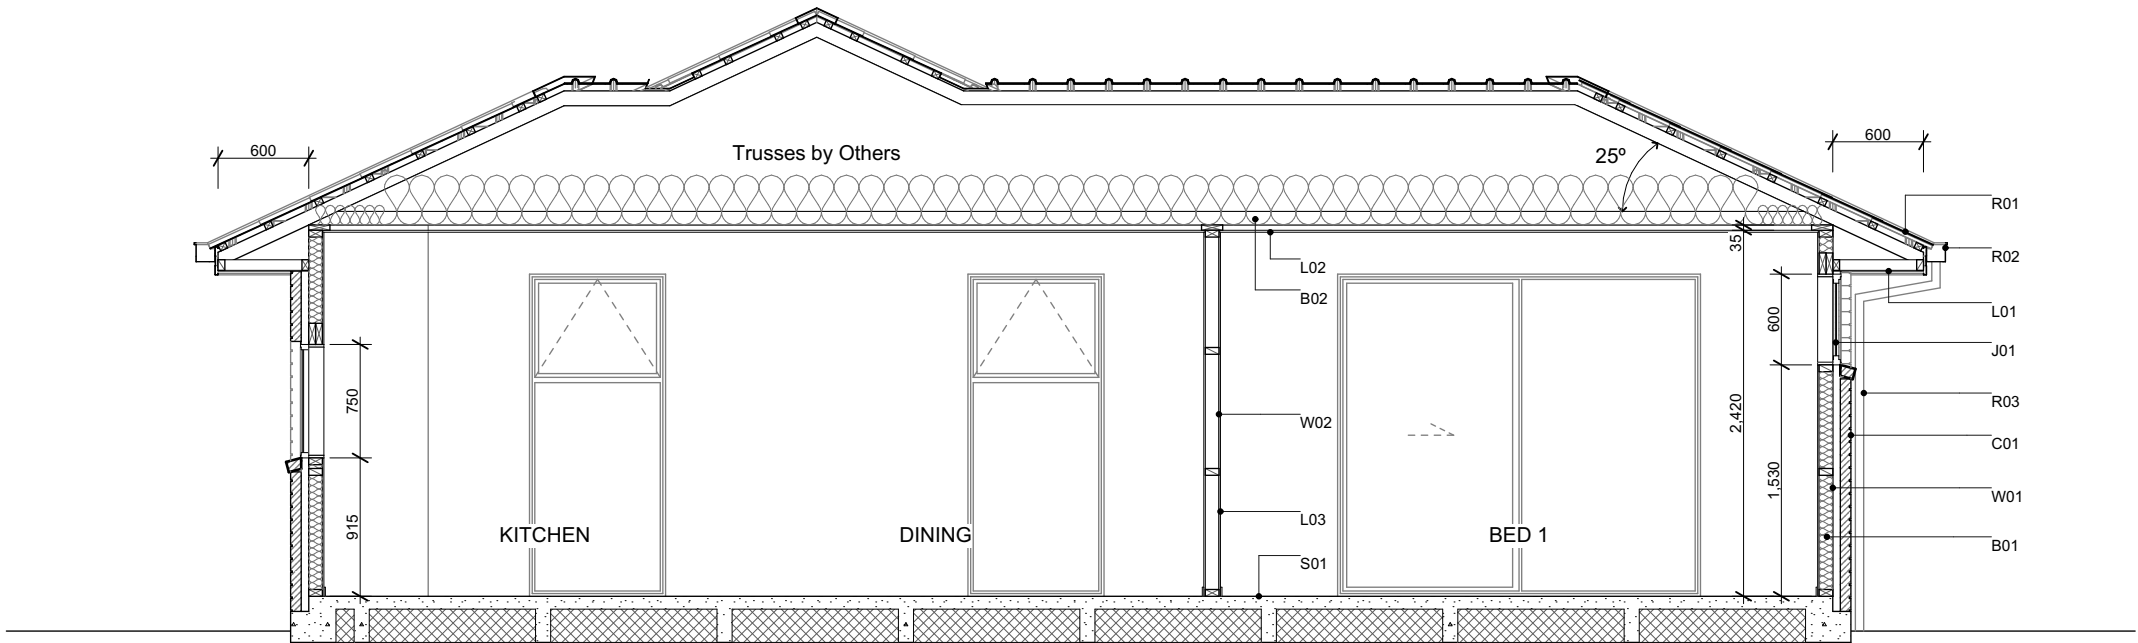 600
600
Trusses by Others
25º
R01
35
R02
L02
B02
L01
600
J01
750
R03
2,420
W02
C01
1,530
W01
915
L03
KITCHEN
DINING
BED 1
B01
S01